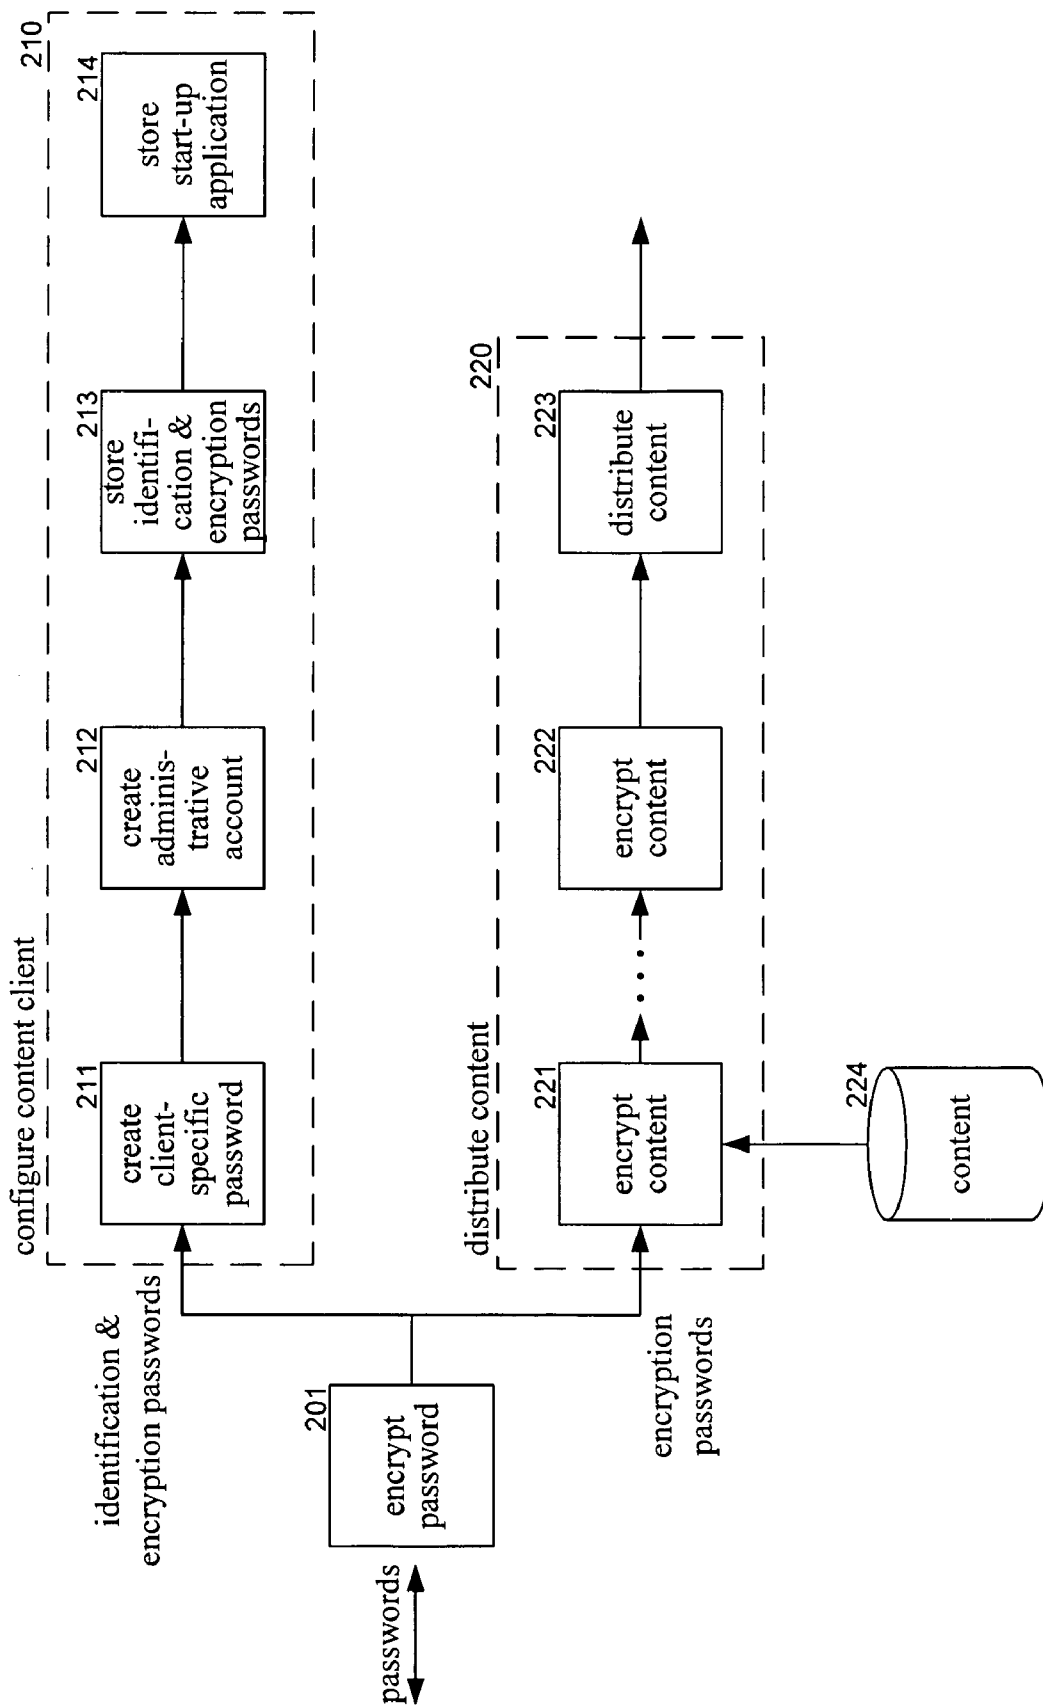 configure content client
210
211
create
client-
specific
password
212
create
adminis-
trative
account
213
store
identifi-
cation &
encryption
passwords
214
store
start-up
application
identification &
encryption passwords
passwords
201
encrypt
password
encryption
passwords
distribute content
220
221
encrypt
content
222
encrypt
content
223
distribute
content
224
content